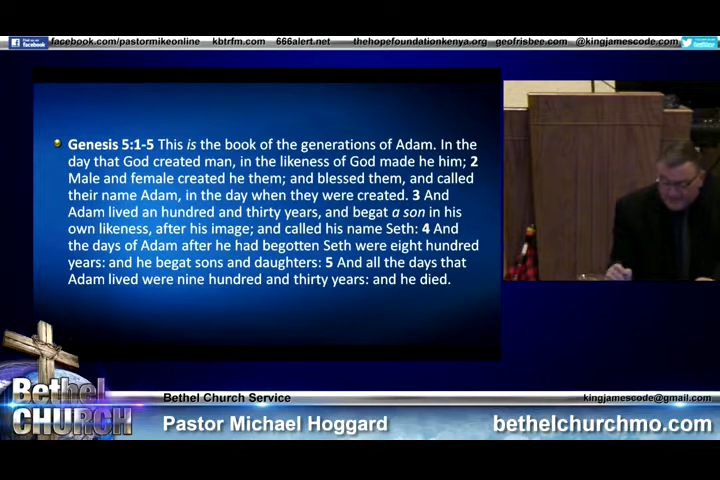 facebook.com/pastormikeonline kbtrfm.com 666alert.net thehopefoundationkenya.org geofrisbee.com @kingjamescode.com
Genesis 5:1-5 This is the book of the generations of Adam. In the
day that God created man, in the likeness of God made he him; 2
Male and female created he them; and blessed them, and called
their name Adam, in the day when they were created. 3 And
Adam lived an hundred and thirty years, and begat a son in his
own likeness, after his image; and called his name Seth: 4 And
the days of Adam after he had begotten Seth were eight hundred
years: and he begat sons and daughters: 5 And all the days that
Adam lived were nine hundred and thirty years: and he died.
Bethel
CHURCH
Bethel Church Service kingjamescode@gmail.com
Pastor Michael Hoggard bethelchurchmo.com